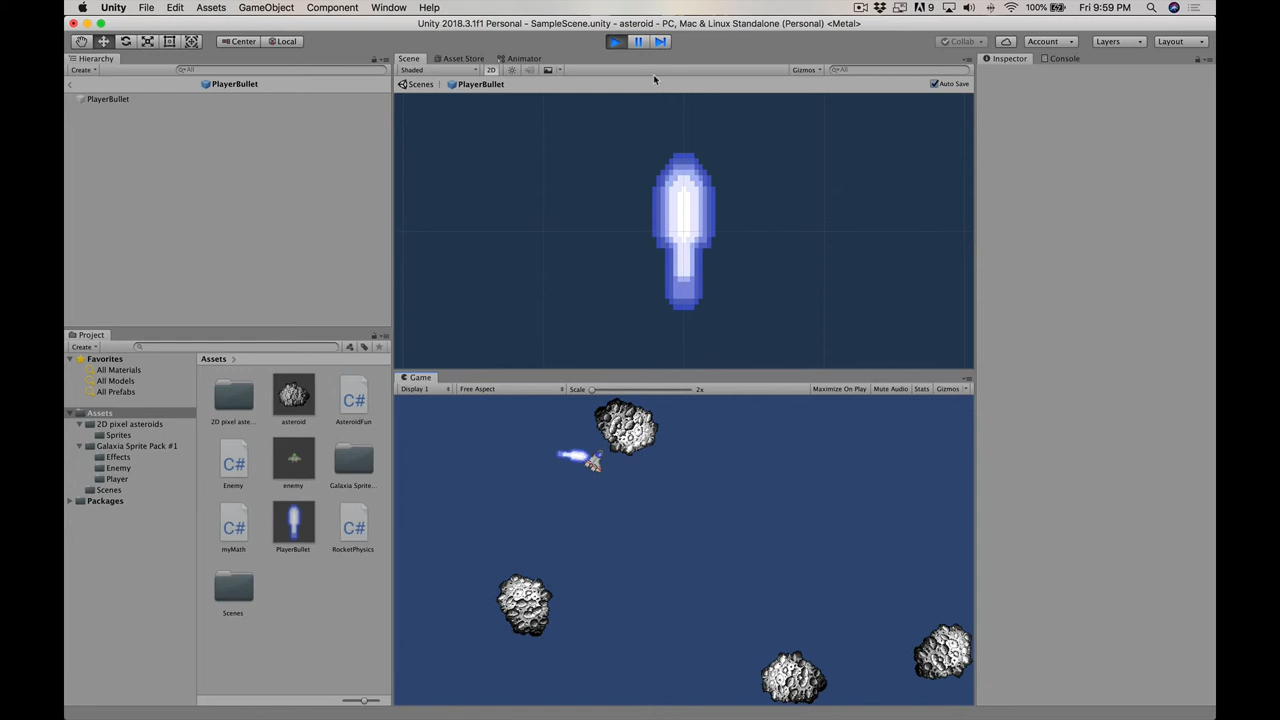 Unity File Edit Assets GameObject Component Window Help 9 100% Fri 9:59 PM
Unity 2018.3.1f1 Personal - SampleScene.unity - asteroid - PC, Mac & Linux Standalone (Personal) <Metal>
Center Local Collab Account Layers Layout
Hierarchy Scene Asset Store Animator Inspector Console
Create All Shaded 2D Gizmos All
PlayerBullet Scenes PlayerBullet Auto Save
PlayerBullet
Project
Create
Favorites Assets
All Materials
All Models
All Prefabs
Assets
2D pixel asteroids
Sprites
Galaxia Sprite Pack #1
Effects
Enemy
Player
Scenes
Packages
2D pixel aste... asteroid AsteroidFun
Enemy enemy Galaxia Sprite...
myMath PlayerBullet RocketPhysics
Scenes
C# C# C# C#
Game
Display 1 Free Aspect Scale 2x Maximize On Play Mute Audio Stats Gizmos